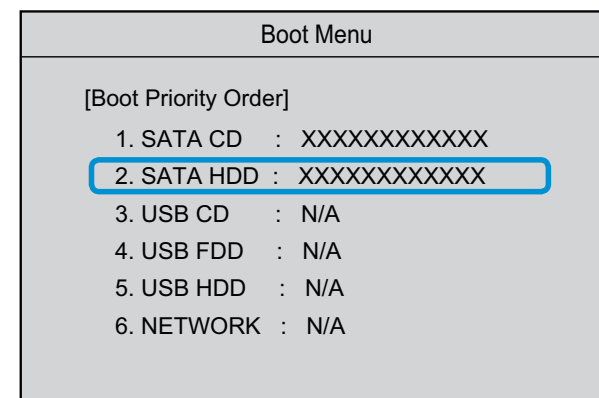 Boot Menu
[Boot Priority Order]
1. SATA CD : XXXXXXXXXXXX
2. SATA HDD : XXXXXXXXXXXX
3. USB CD : N/A
4. USB FDD : N/A
5. USB HDD : N/A
6. NETWORK : N/A